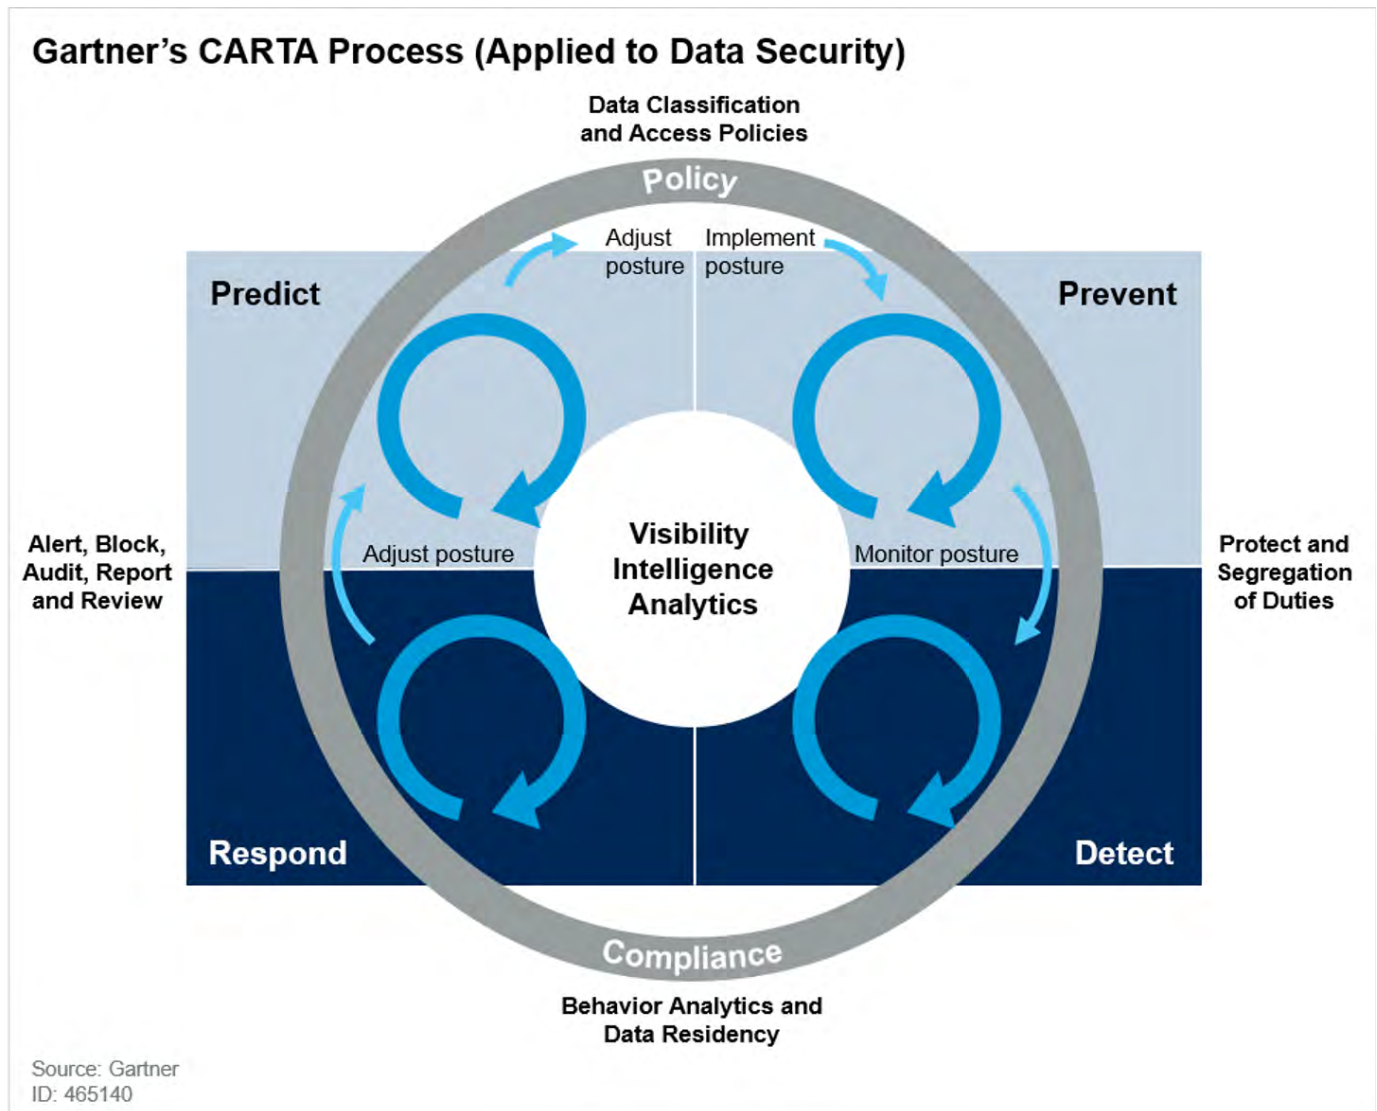 Gartner’s CARTA Process (Applied to Data Security)
Data Classification
and Access Policies
Policy
Adjust
posture
Implement
posture
Predict
Prevent
Alert, Block,
Audit, Report
and Review
Adjust posture
Visibility
Intelligence
Analytics
Monitor posture
Protect and
Segregation
of Duties
Respond
Detect
Compliance
Behavior Analytics and
Data Residency
Source: Gartner
ID: 465140